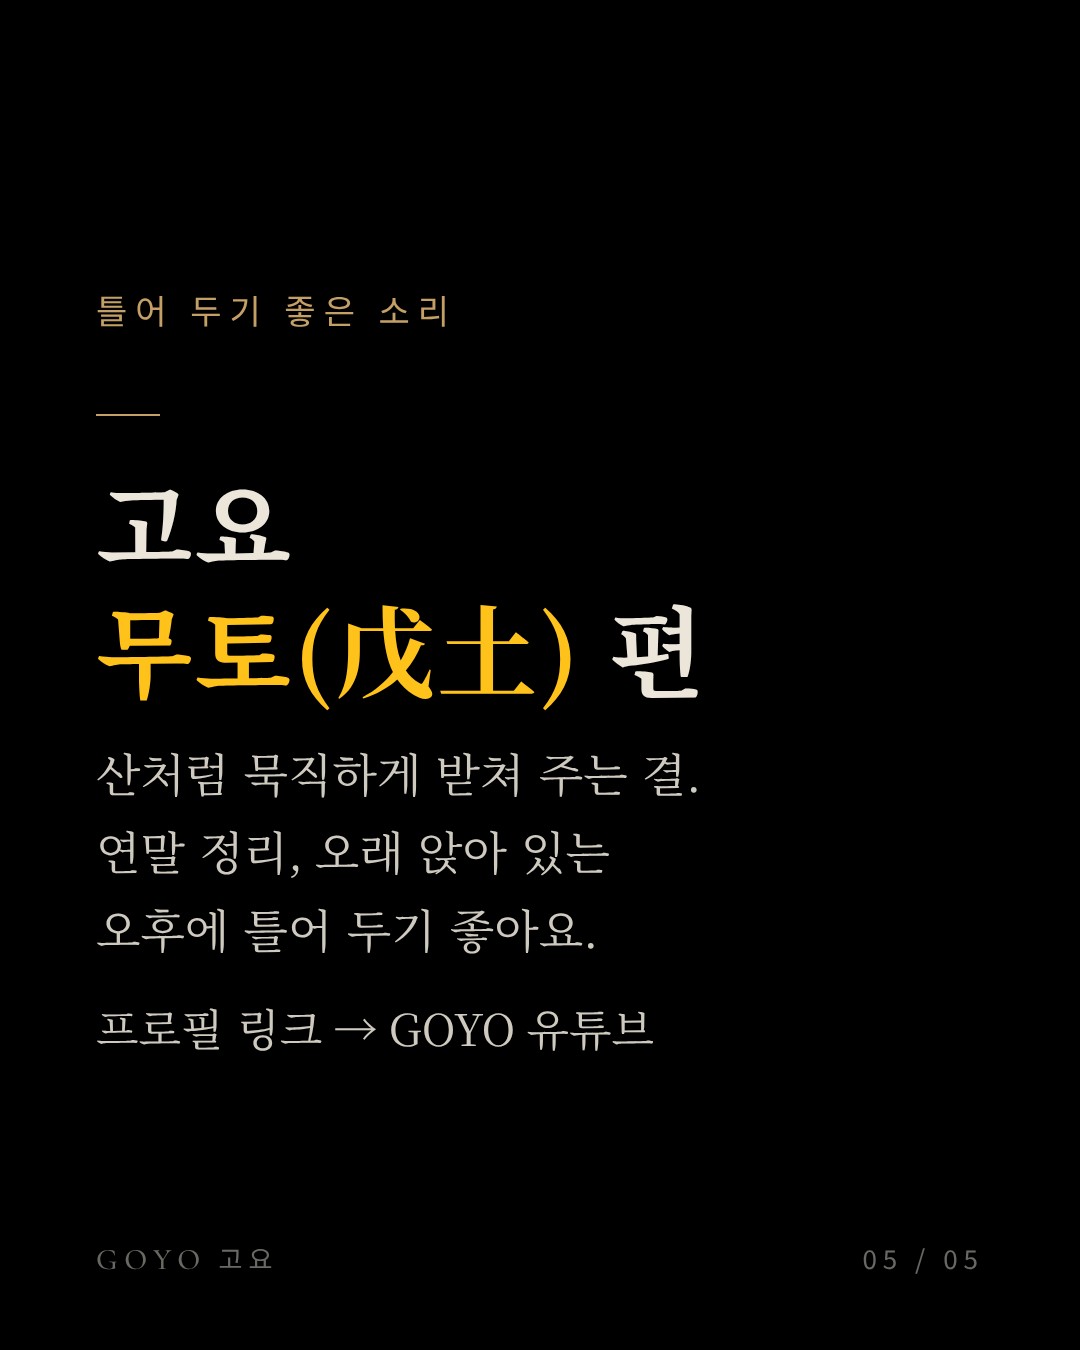 틀어 두기 좋은 소리
고요
무토(戊土) 편
산처럼 묵직하게 받쳐 주는 결.
연말 정리, 오래 앉아 있는
오후에 틀어 두기 좋아요.
프로필 링크 → GOYO 유튜브
GOYO 고요
05 / 05